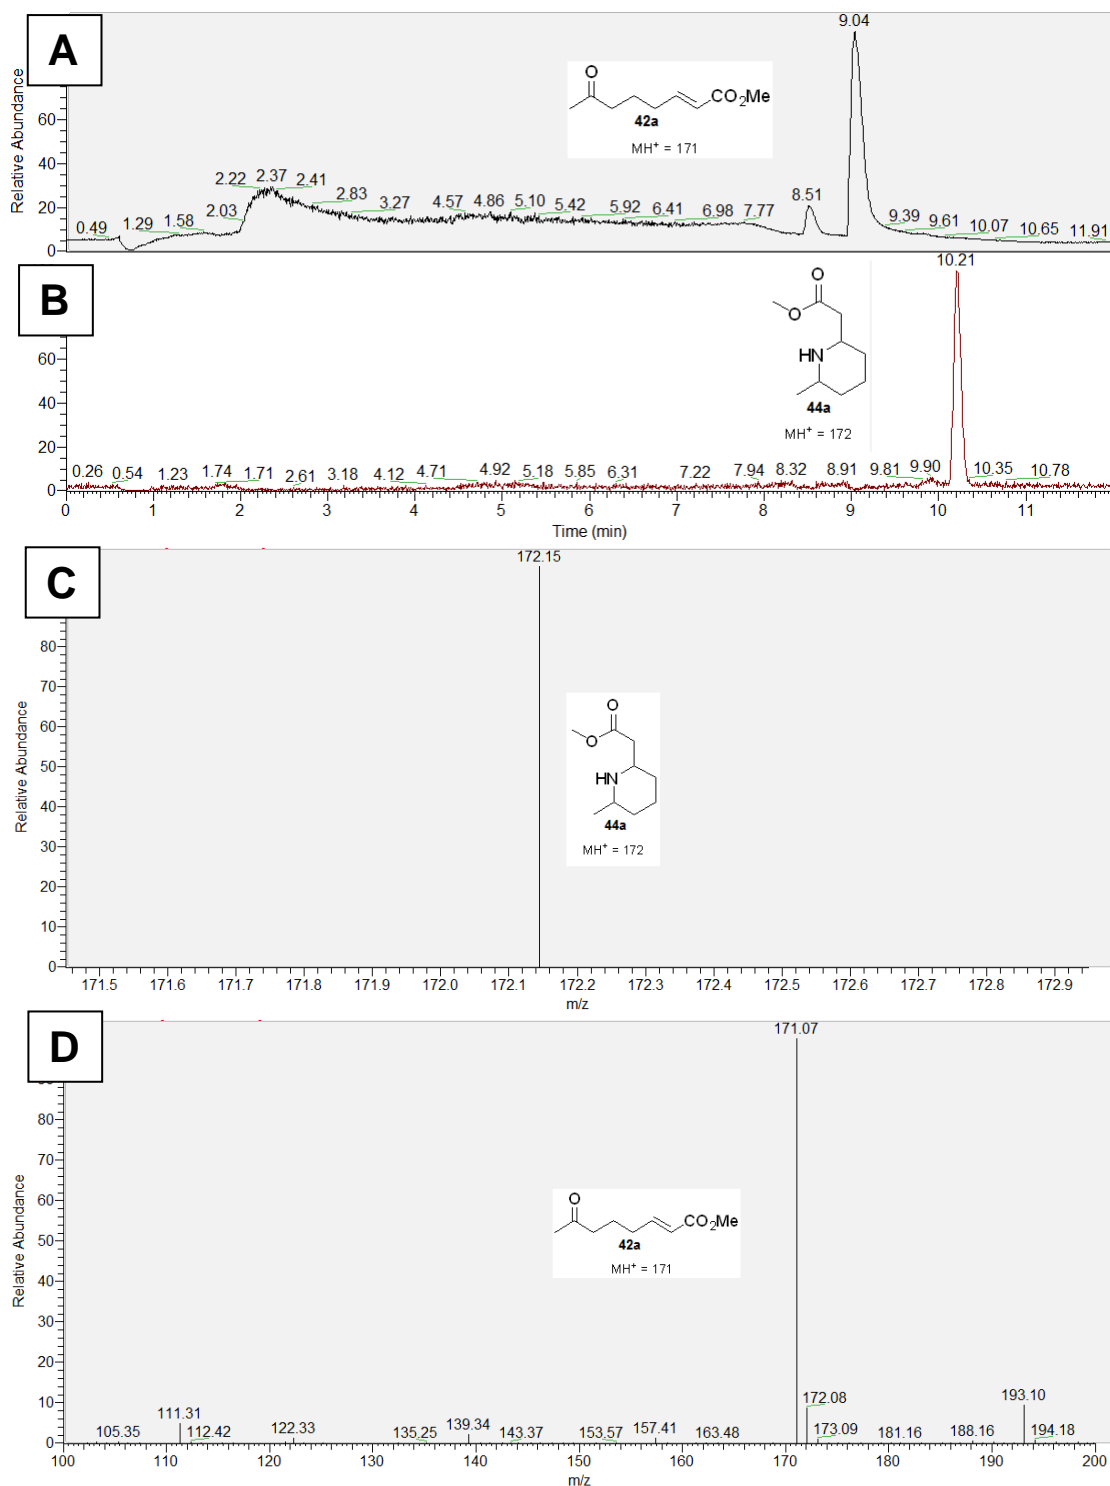 A
Relative Abundance
60
40
20
0
9.04
O
CO₂Me
42a
MH⁺ = 171
2.22 2.37 2.41
2.83
3.27
4.57 4.86 5.10
5.42
5.92 6.41
6.98 7.77
8.51
0.49 1.29 1.58 2.03
9.39 9.61 10.07 10.65 11.91
B
60
40
20
0
10.21
O
O
HN
44a
MH⁺ = 172
0.26 0.54 1.23 1.74 1.71 2.61 3.18 4.12 4.71 4.92 5.18 5.85 6.31 7.22 7.94 8.32 8.91 9.81 9.90 10.35 10.78
0 1 2 3 4 5 6 7 8 9 10 11
Time (min)
C
172.15
Relative Abundance
80
70
60
50
40
30
20
10
0
O
O
HN
44a
MH⁺ = 172
171.5 171.6 171.7 171.8 171.9 172.0 172.1 172.2 172.3 172.4 172.5 172.6 172.7 172.8 172.9
m/z
D
171.07
Relative Abundance
80
70
60
50
40
30
20
10
0
O
CO₂Me
42a
MH⁺ = 171
105.35 111.31 112.42 122.33 135.25 139.34 143.37 153.57 157.41 163.48 172.08 173.09 181.16 188.16 193.10 194.18
100 110 120 130 140 150 160 170 180 190 200
m/z